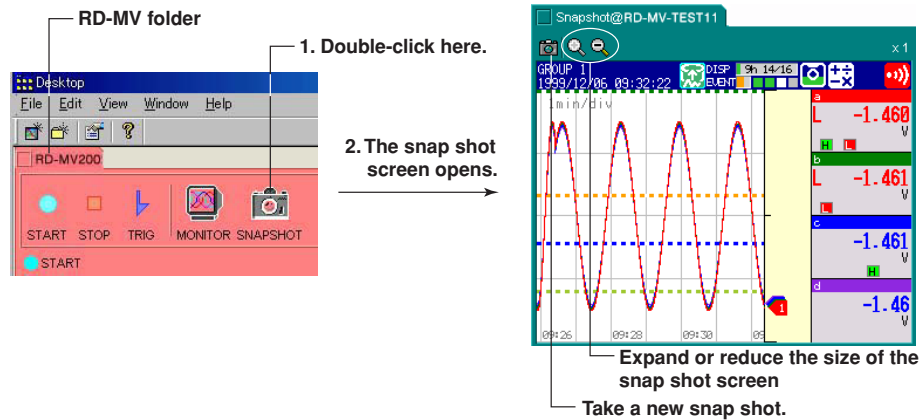 RD-MV folder
1. Double-click here.
Desktop
File Edit View Window Help
RD-MV200
START STOP TRIG MONITOR SNAPSHOT
START
2. The snap shot
screen opens.
Snapshot@RD-MV-TEST11
x1
GROUP 1
1999/12/06 09:32:22
DISP 9h 14/16
EVENT
1min/div
a
L -1.460
V
H L
b
L -1.461
V
L
c
-1.461
V
H
d
-1.46
V
1
09:26 09:28 09:30 09
Expand or reduce the size of the
snap shot screen
Take a new snap shot.